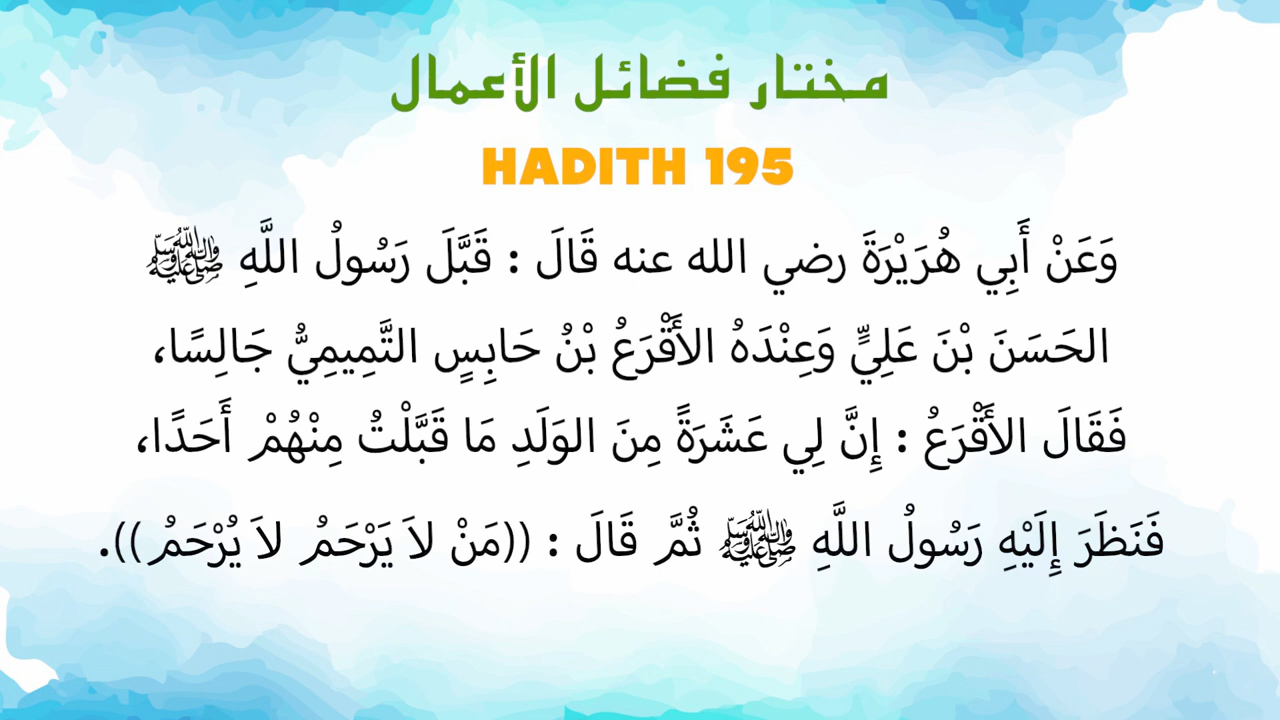 مختار فضائل الأعمال
HADITH 195
وَعَنْ أَبِي هُرَيْرَةَ رضي الله عنه قَالَ : قَبَّلَ رَسُولُ اللَّهِ ﷺ
الحَسَنَ بْنَ عَلِيٍّ وَعِنْدَهُ الأَقْرَعُ بْنُ حَابِسٍ التَّمِيمِيُّ جَالِسًا،
فَقَالَ الأَقْرَعُ : إِنَّ لِي عَشَرَةً مِنَ الوَلَدِ مَا قَبَّلْتُ مِنْهُمْ أَحَدًا،
فَنَظَرَ إِلَيْهِ رَسُولُ اللَّهِ ﷺ ثُمَّ قَالَ : ((مَنْ لاَ يَرْحَمُ لاَ يُرْحَمُ)).